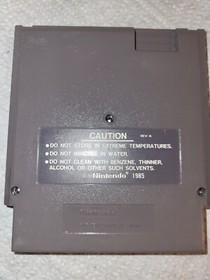 CAUTION
REV-A
● DO NOT STORE IN EXTREME TEMPERATURES.
● DO NOT IN WATER.
● DO NOT CLEAN WITH BENZENE, THINNER,
ALCOHOL OR OTHER SUCH SOLVENTS.
© Nintendo® 1985